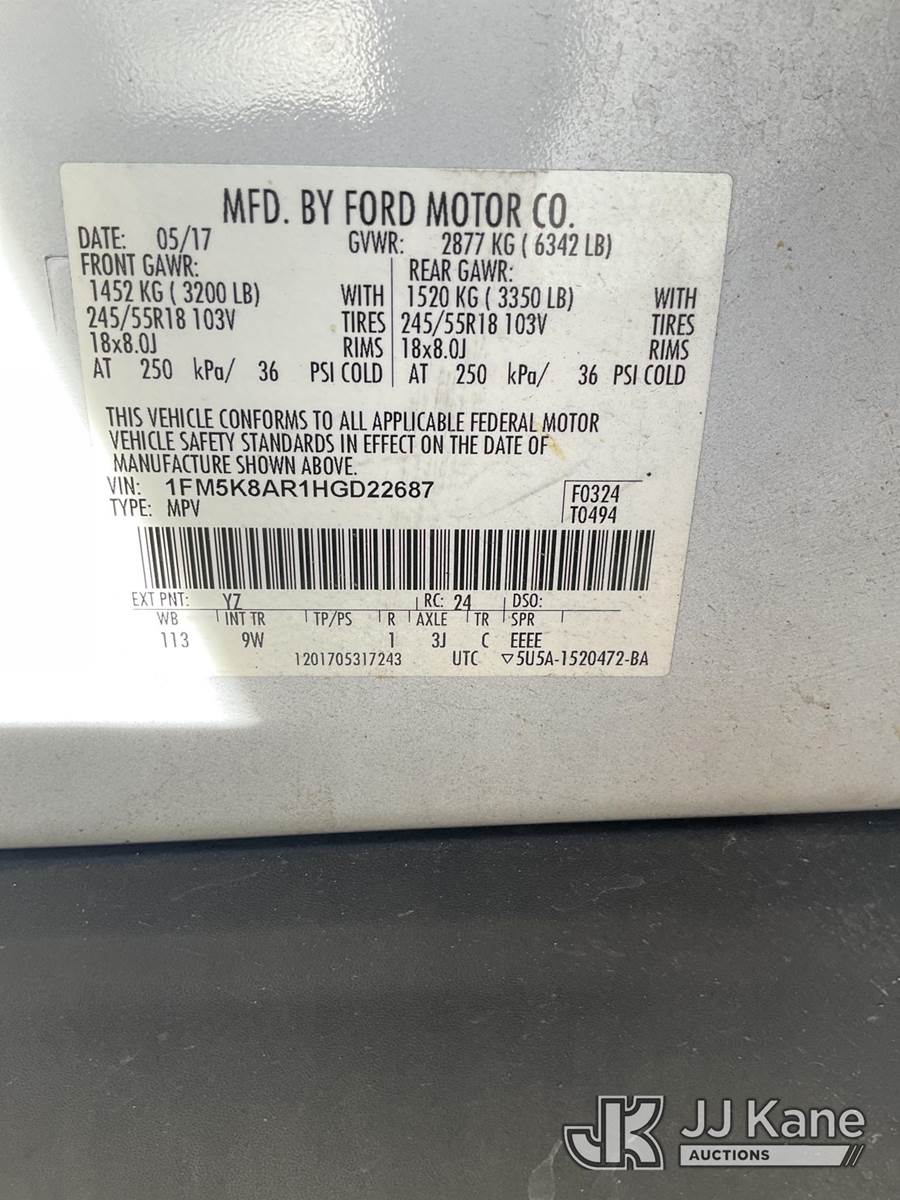 MFD. BY FORD MOTOR CO.
DATE: 05/17 GVWR: 2877 KG ( 6342 LB)
FRONT GAWR: REAR GAWR:
1452 KG ( 3200 LB) WITH 1520 KG ( 3350 LB) WITH
245/55R18 103V TIRES 245/55R18 103V TIRES
18x8.0J RIMS 18x8.0J RIMS
AT 250 kPa/ 36 PSI COLD AT 250 kPa/ 36 PSI COLD
THIS VEHICLE CONFORMS TO ALL APPLICABLE FEDERAL MOTOR
VEHICLE SAFETY STANDARDS IN EFFECT ON THE DATE OF
MANUFACTURE SHOWN ABOVE.
VIN: 1FM5K8AR1HGD22687 F0324
TYPE: MPV T0494
EXT PNT: YZ RC: 24 DSO:
WB INT TR TP/PS R AXLE TR SPR
113 9W 1 3J C EEEE
1201705317243 UTC ▽5U5A-1520472-BA
JK JJ Kane
AUCTIONS